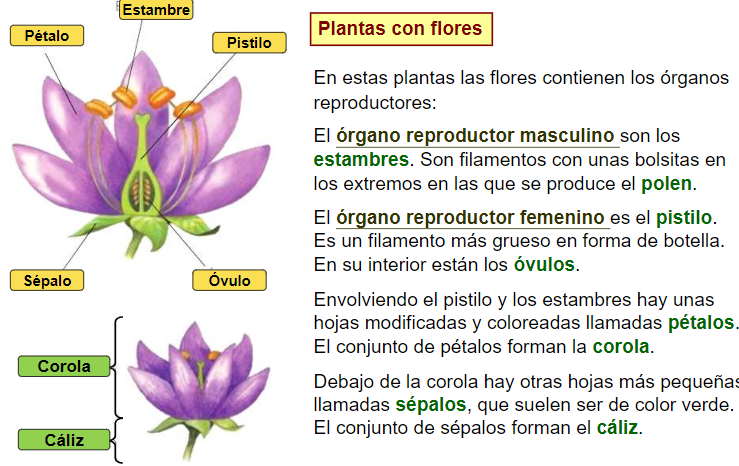 Estambre
Pétalo
Pistilo
Sépalo
Óvulo
Corola
Cáliz
Plantas con flores
En estas plantas las flores contienen los órganos
reproductores:
El órgano reproductor masculino son los
estambres. Son filamentos con unas bolsitas en
los extremos en las que se produce el polen.
El órgano reproductor femenino es el pistilo.
Es un filamento más grueso en forma de botella.
En su interior están los óvulos.
Envolviendo el pistilo y los estambres hay unas
hojas modificadas y coloreadas llamadas pétalos.
El conjunto de pétalos forman la corola.
Debajo de la corola hay otras hojas más pequeñas
llamadas sépalos, que suelen ser de color verde.
El conjunto de sépalos forman el cáliz.